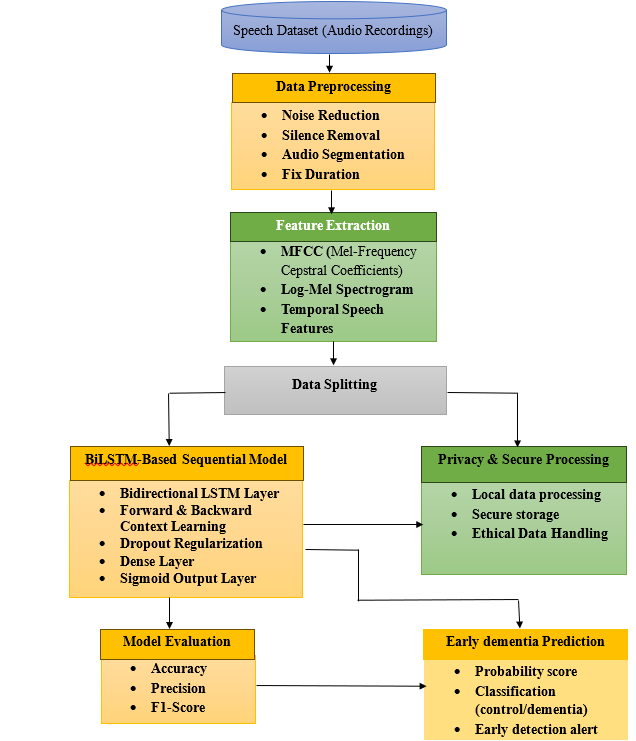 Speech Dataset (Audio Recordings)
Data Preprocessing
• Noise Reduction
• Silence Removal
• Audio Segmentation
• Fix Duration
Feature Extraction
• MFCC (Mel-Frequency
Cepstral Coefficients)
• Log-Mel Spectrogram
• Temporal Speech
Features
Data Splitting
BiLSTM-Based Sequential Model
• Bidirectional LSTM Layer
• Forward & Backward
Context Learning
• Dropout Regularization
• Dense Layer
• Sigmoid Output Layer
Privacy & Secure Processing
• Local data processing
• Secure storage
• Ethical Data Handling
Model Evaluation
• Accuracy
• Precision
• F1-Score
Early dementia Prediction
• Probability score
• Classification
(control/dementia)
• Early detection alert